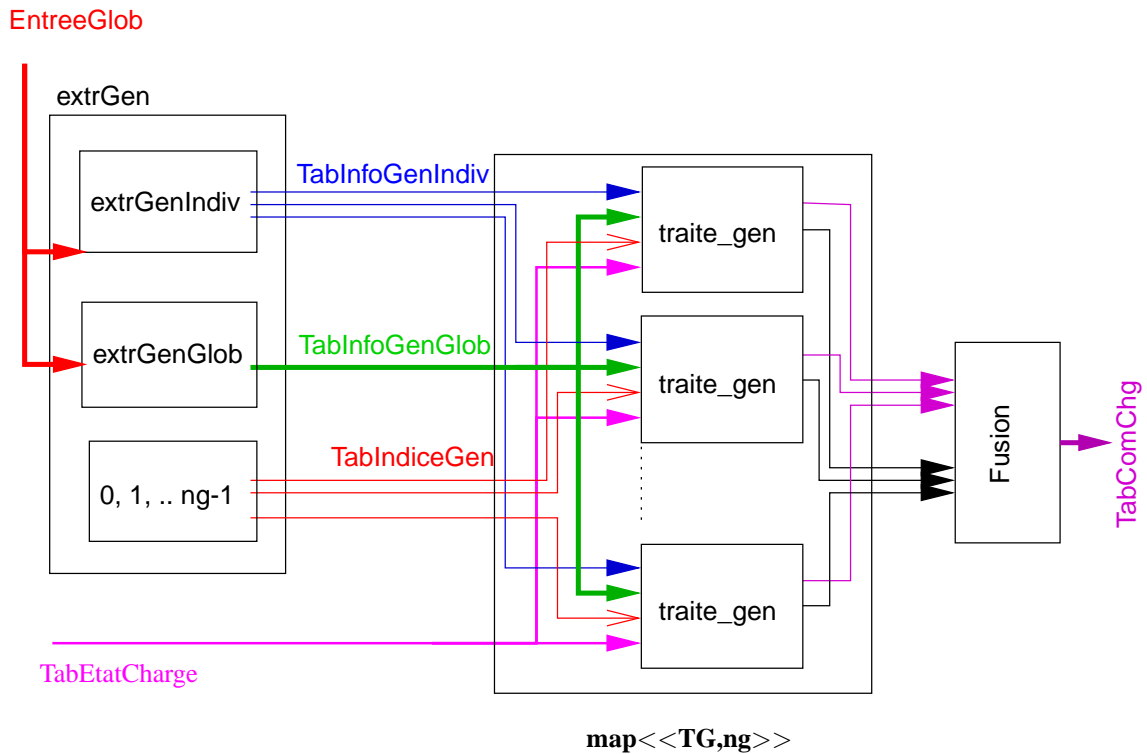 EntreeGlob
extrGen
extrGenIndiv
TabInfoGenIndiv
traite_gen
extrGenGlob
TabInfoGenGlob
traite_gen
TabIndiceGen
0, 1, .. ng-1
Fusion
TabComChg
traite_gen
TabEtatCharge
map<<TG,ng>>